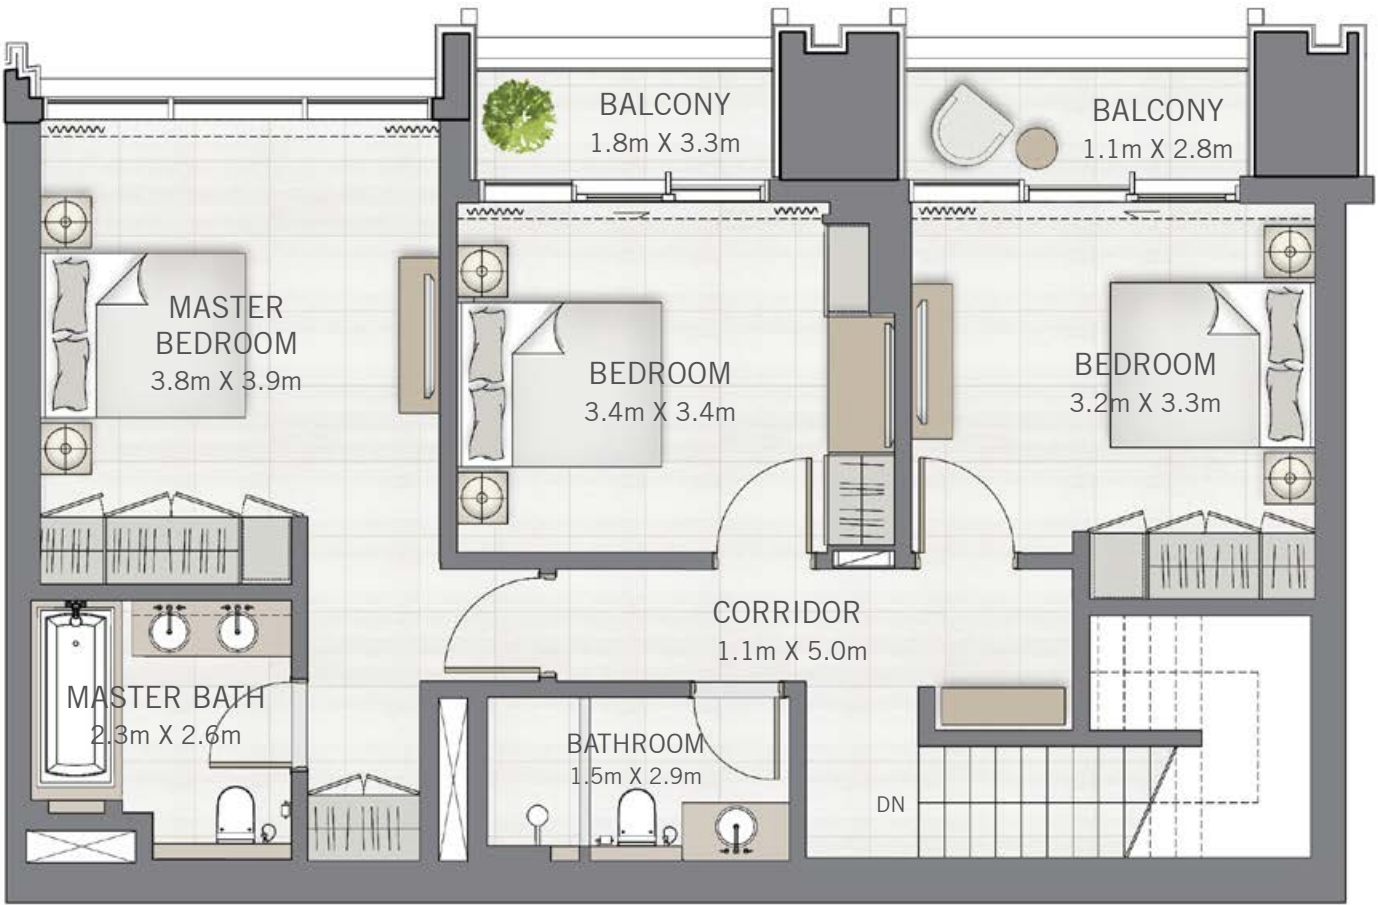 BALCONY
1.8m X 3.3m
BALCONY
1.1m X 2.8m
MASTER
BEDROOM
3.8m X 3.9m
BEDROOM
3.4m X 3.4m
BEDROOM
3.2m X 3.3m
CORRIDOR
1.1m X 5.0m
MASTER BATH
2.3m X 2.6m
BATHROOM
1.5m X 2.9m
DN